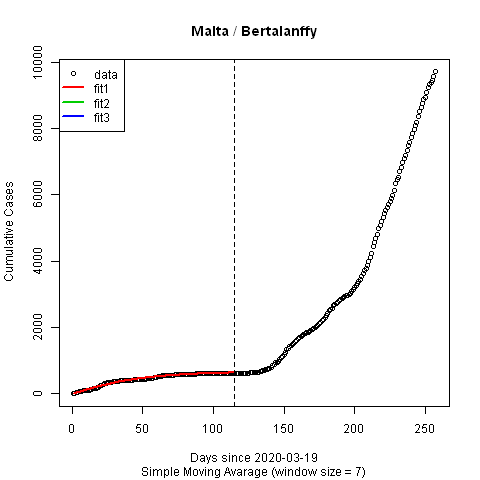 Malta / Bertalanffy
data
fit1
fit2
fit3
Cumulative Cases
10000
8000
6000
4000
2000
0
0 50 100 150 200 250
Days since 2020-03-19
Simple Moving Avarage (window size = 7)